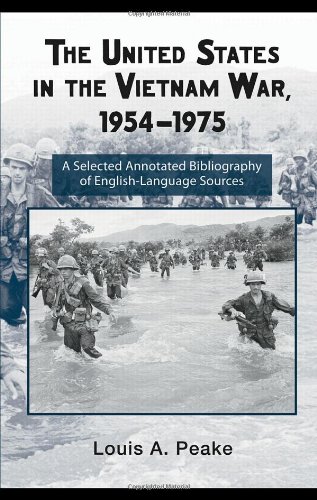 THE UNITED STATES
IN THE VIETNAM WAR,
1954–1975
A Selected Annotated Bibliography
of English-Language Sources
Louis A. Peake